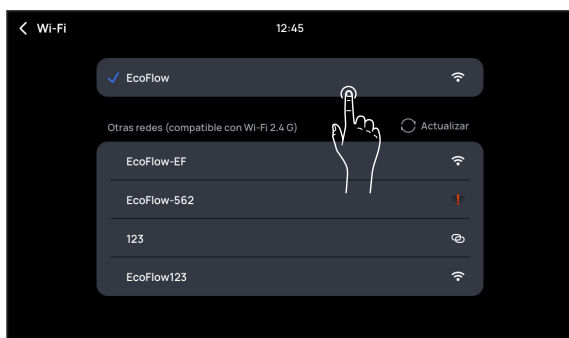 Wi-Fi 12:45
EcoFlow
Otras redes (compatible con Wi-Fi 2.4 G) Actualizar
EcoFlow-EF
EcoFlow-562
123
EcoFlow123